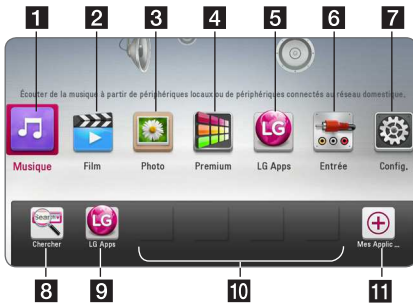 1 2 3 4 5 6 7
Écouter de la musique à partir de périphériques locaux ou de périphériques connectés au réseau domestique.
LG
Musique Film Photo Premium LG Apps Entrée Config.
Search LG
Chercher LG Apps Mes Applic ...
8 9 10 11